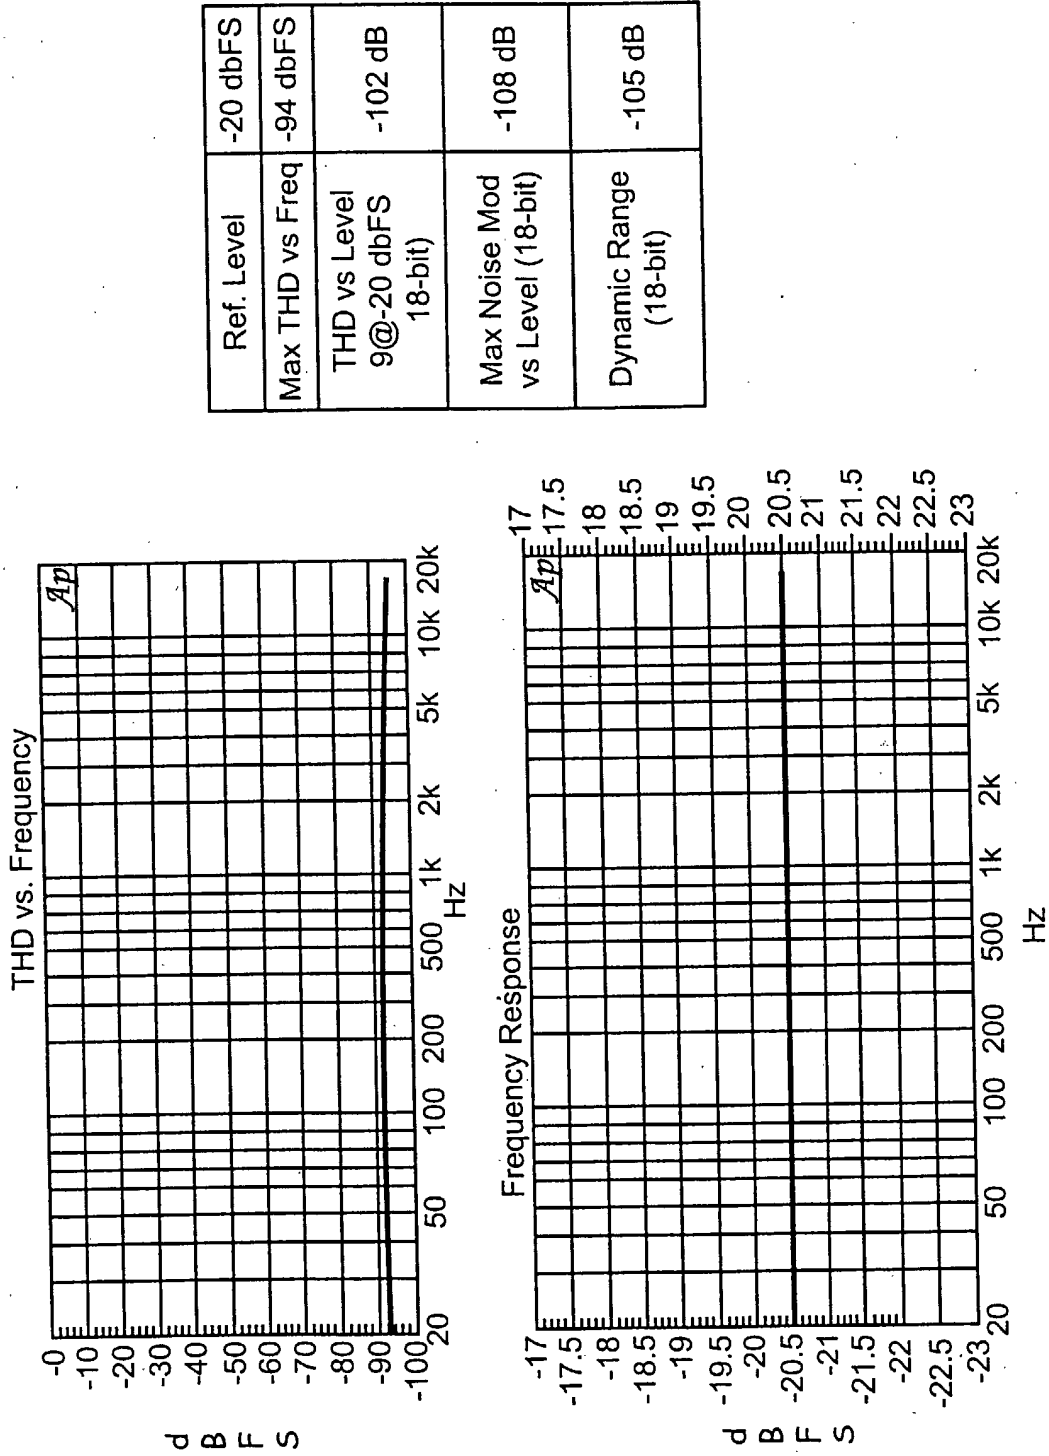 THD vs. Frequency
Ap
-0
-10
-20
-30
-40
-50
-60
-70
-80
-90
-100
d
B
F
S
20 50 100 200 500 1k 2k 5k 10k 20k
Hz
Frequency Response
Ap
-17
-17.5
-18
-18.5
-19
-19.5
-20
-20.5
-21
-21.5
-22
-22.5
-23
d
B
F
S
17
17.5
18
18.5
19
19.5
20
20.5
21
21.5
22
22.5
23
20 50 100 200 500 1k 2k 5k 10k 20k
Hz
Ref. Level -20 dbFS
Max THD vs Freq -94 dbFS
THD vs Level
9@-20 dbFS
18-bit)
-102 dB
Max Noise Mod
vs Level (18-bit)
-108 dB
Dynamic Range
(18-bit)
-105 dB